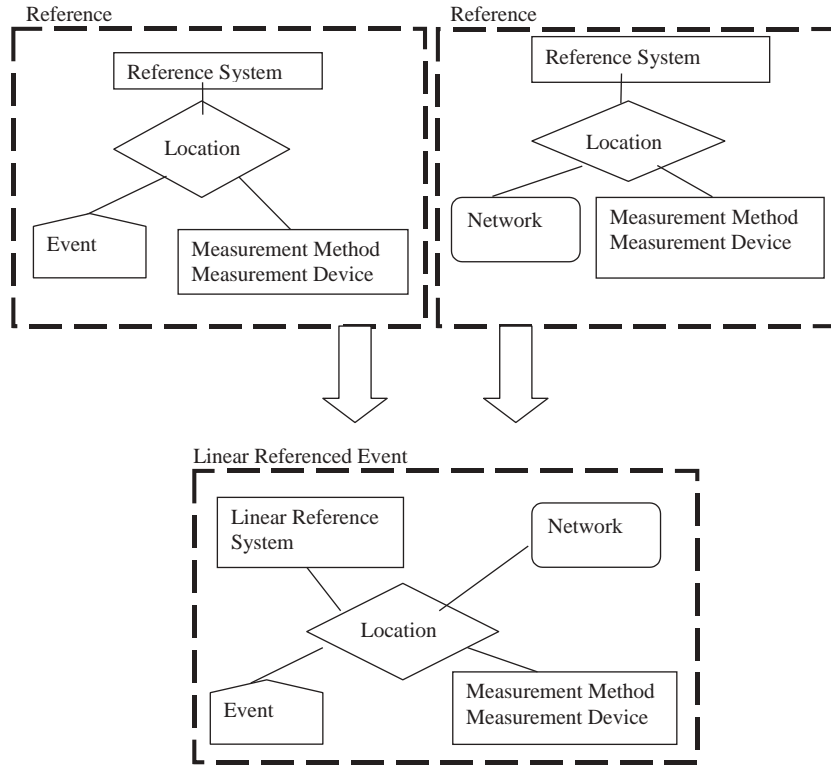 Reference
Reference System
Location
Event
Measurement Method
Measurement Device
Reference
Reference System
Location
Network
Measurement Method
Measurement Device
Linear Referenced Event
Linear Reference
System
Network
Location
Event
Measurement Method
Measurement Device